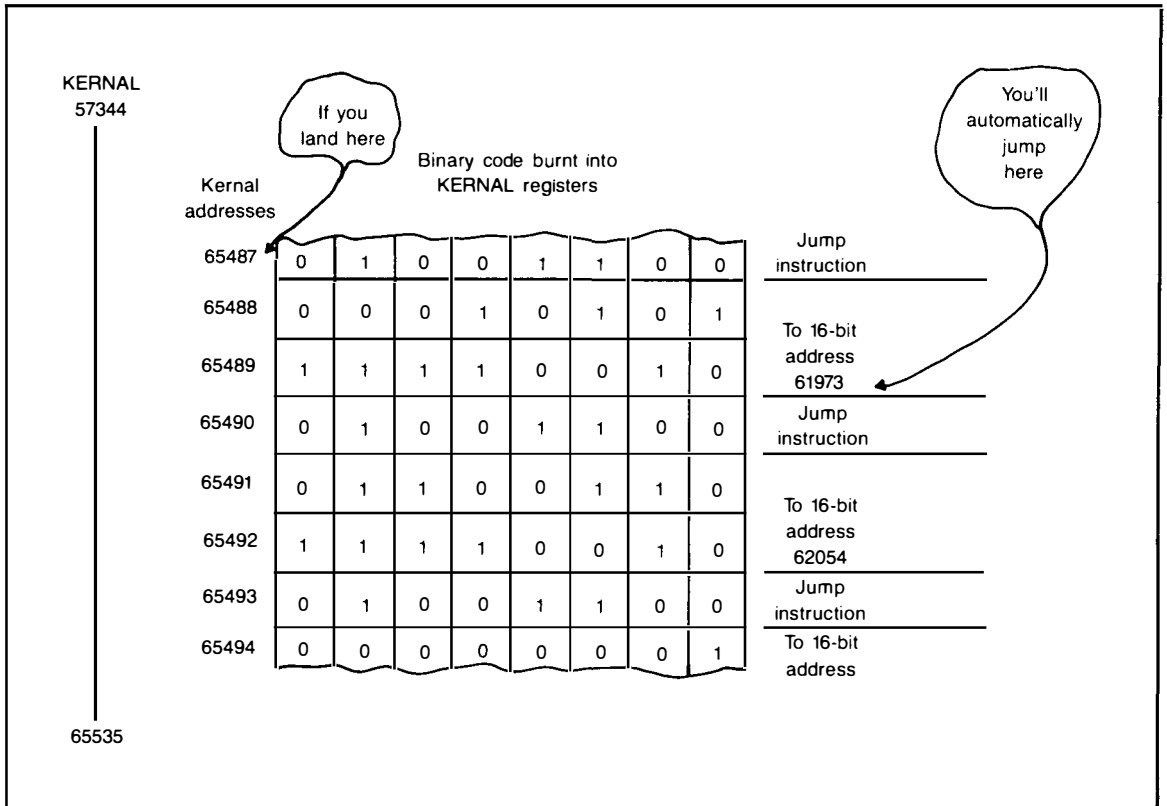 KERNAL
57344
If you
land here
You'll
automatically
jump
here
Binary code burnt into
KERNAL registers
Kernal
addresses
65487 0 1 0 0 1 1 0 0 Jump
instruction
65488 0 0 0 1 0 1 0 1
To 16-bit
address
65489 1 1 1 1 0 0 1 0 61973
65490 0 1 0 0 1 1 0 0 Jump
instruction
65491 0 1 1 0 0 1 1 0
To 16-bit
address
65492 1 1 1 1 0 0 1 0 62054
65493 0 1 0 0 1 1 0 0 Jump
instruction
65494 0 0 0 0 0 0 0 1 To 16-bit
address
65535